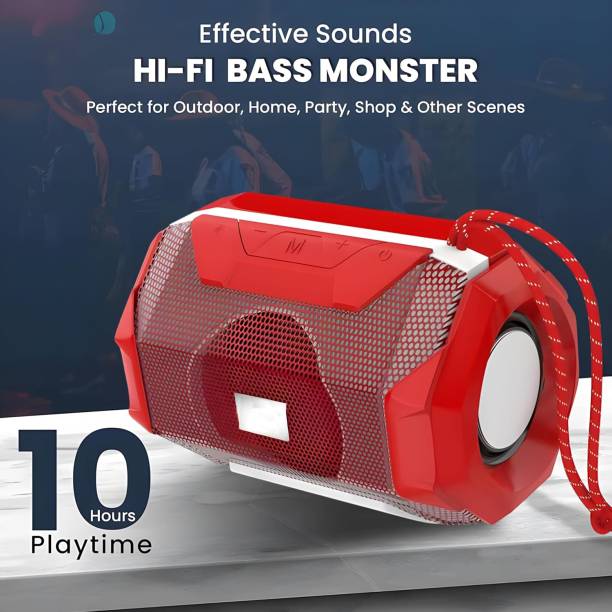 Effective Sounds
HI-FI BASS MONSTER
Perfect for Outdoor, Home, Party, Shop & Other Scenes
- M +
10
Hours
Playtime